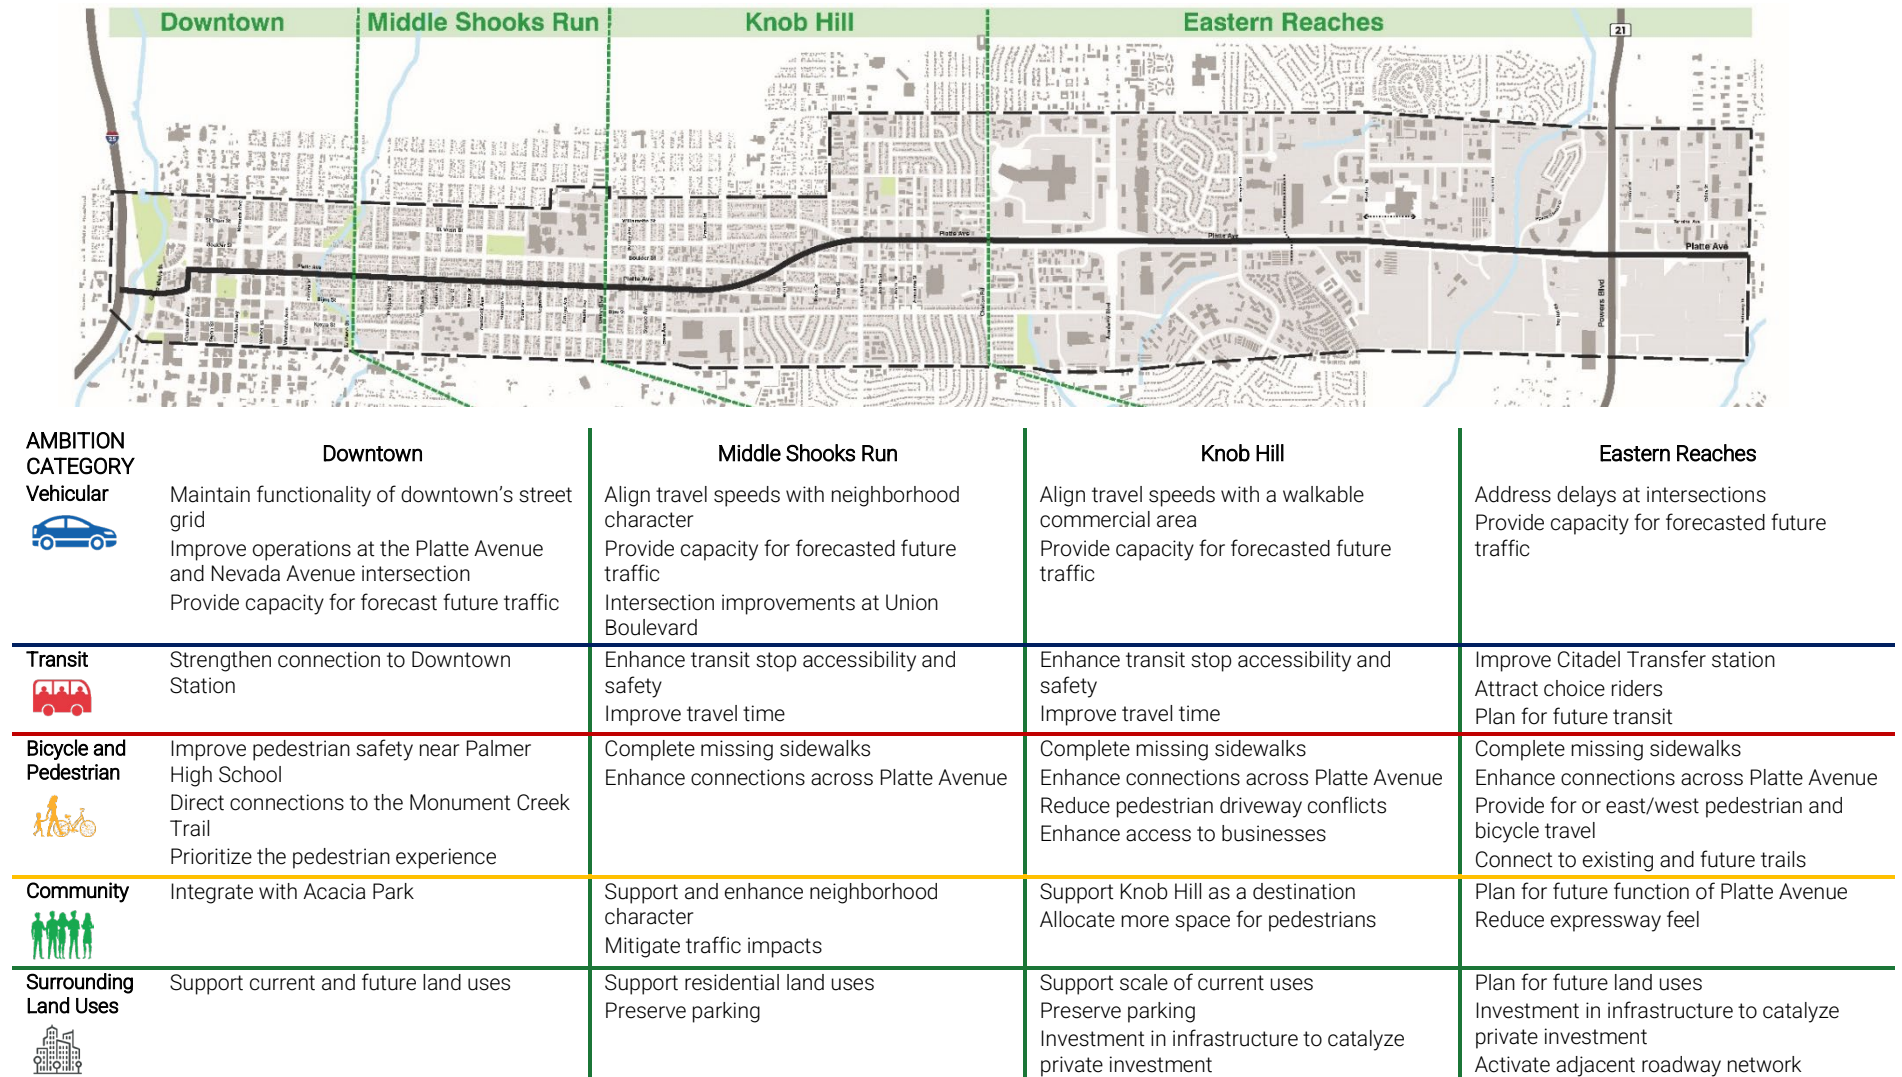 Downtown
Middle Shooks Run
Knob Hill
Eastern Reaches
21
25
Platte Ave
Platte Ave
Platte Ave
Platte Ave
Platte Ave
Boulder St
Boulder St
Willamette St
Powers Blvd
AMBITION
CATEGORY
Downtown
Middle Shooks Run
Knob Hill
Eastern Reaches
Vehicular
Maintain functionality of downtown’s street
grid
Improve operations at the Platte Avenue
and Nevada Avenue intersection
Provide capacity for forecast future traffic
Align travel speeds with neighborhood
character
Provide capacity for forecasted future
traffic
Intersection improvements at Union
Boulevard
Align travel speeds with a walkable
commercial area
Provide capacity for forecasted future
traffic
Address delays at intersections
Provide capacity for forecasted future
traffic
Transit
Strengthen connection to Downtown
Station
Enhance transit stop accessibility and
safety
Improve travel time
Enhance transit stop accessibility and
safety
Improve travel time
Improve Citadel Transfer station
Attract choice riders
Plan for future transit
Bicycle and
Pedestrian
Improve pedestrian safety near Palmer
High School
Direct connections to the Monument Creek
Trail
Prioritize the pedestrian experience
Complete missing sidewalks
Enhance connections across Platte Avenue
Complete missing sidewalks
Enhance connections across Platte Avenue
Reduce pedestrian driveway conflicts
Enhance access to businesses
Complete missing sidewalks
Enhance connections across Platte Avenue
Provide for or east/west pedestrian and
bicycle travel
Connect to existing and future trails
Community
Integrate with Acacia Park
Support and enhance neighborhood
character
Mitigate traffic impacts
Support Knob Hill as a destination
Allocate more space for pedestrians
Plan for future function of Platte Avenue
Reduce expressway feel
Surrounding
Land Uses
Support current and future land uses
Support residential land uses
Preserve parking
Support scale of current uses
Preserve parking
Investment in infrastructure to catalyze
private investment
Plan for future land uses
Investment in infrastructure to catalyze
private investment
Activate adjacent roadway network